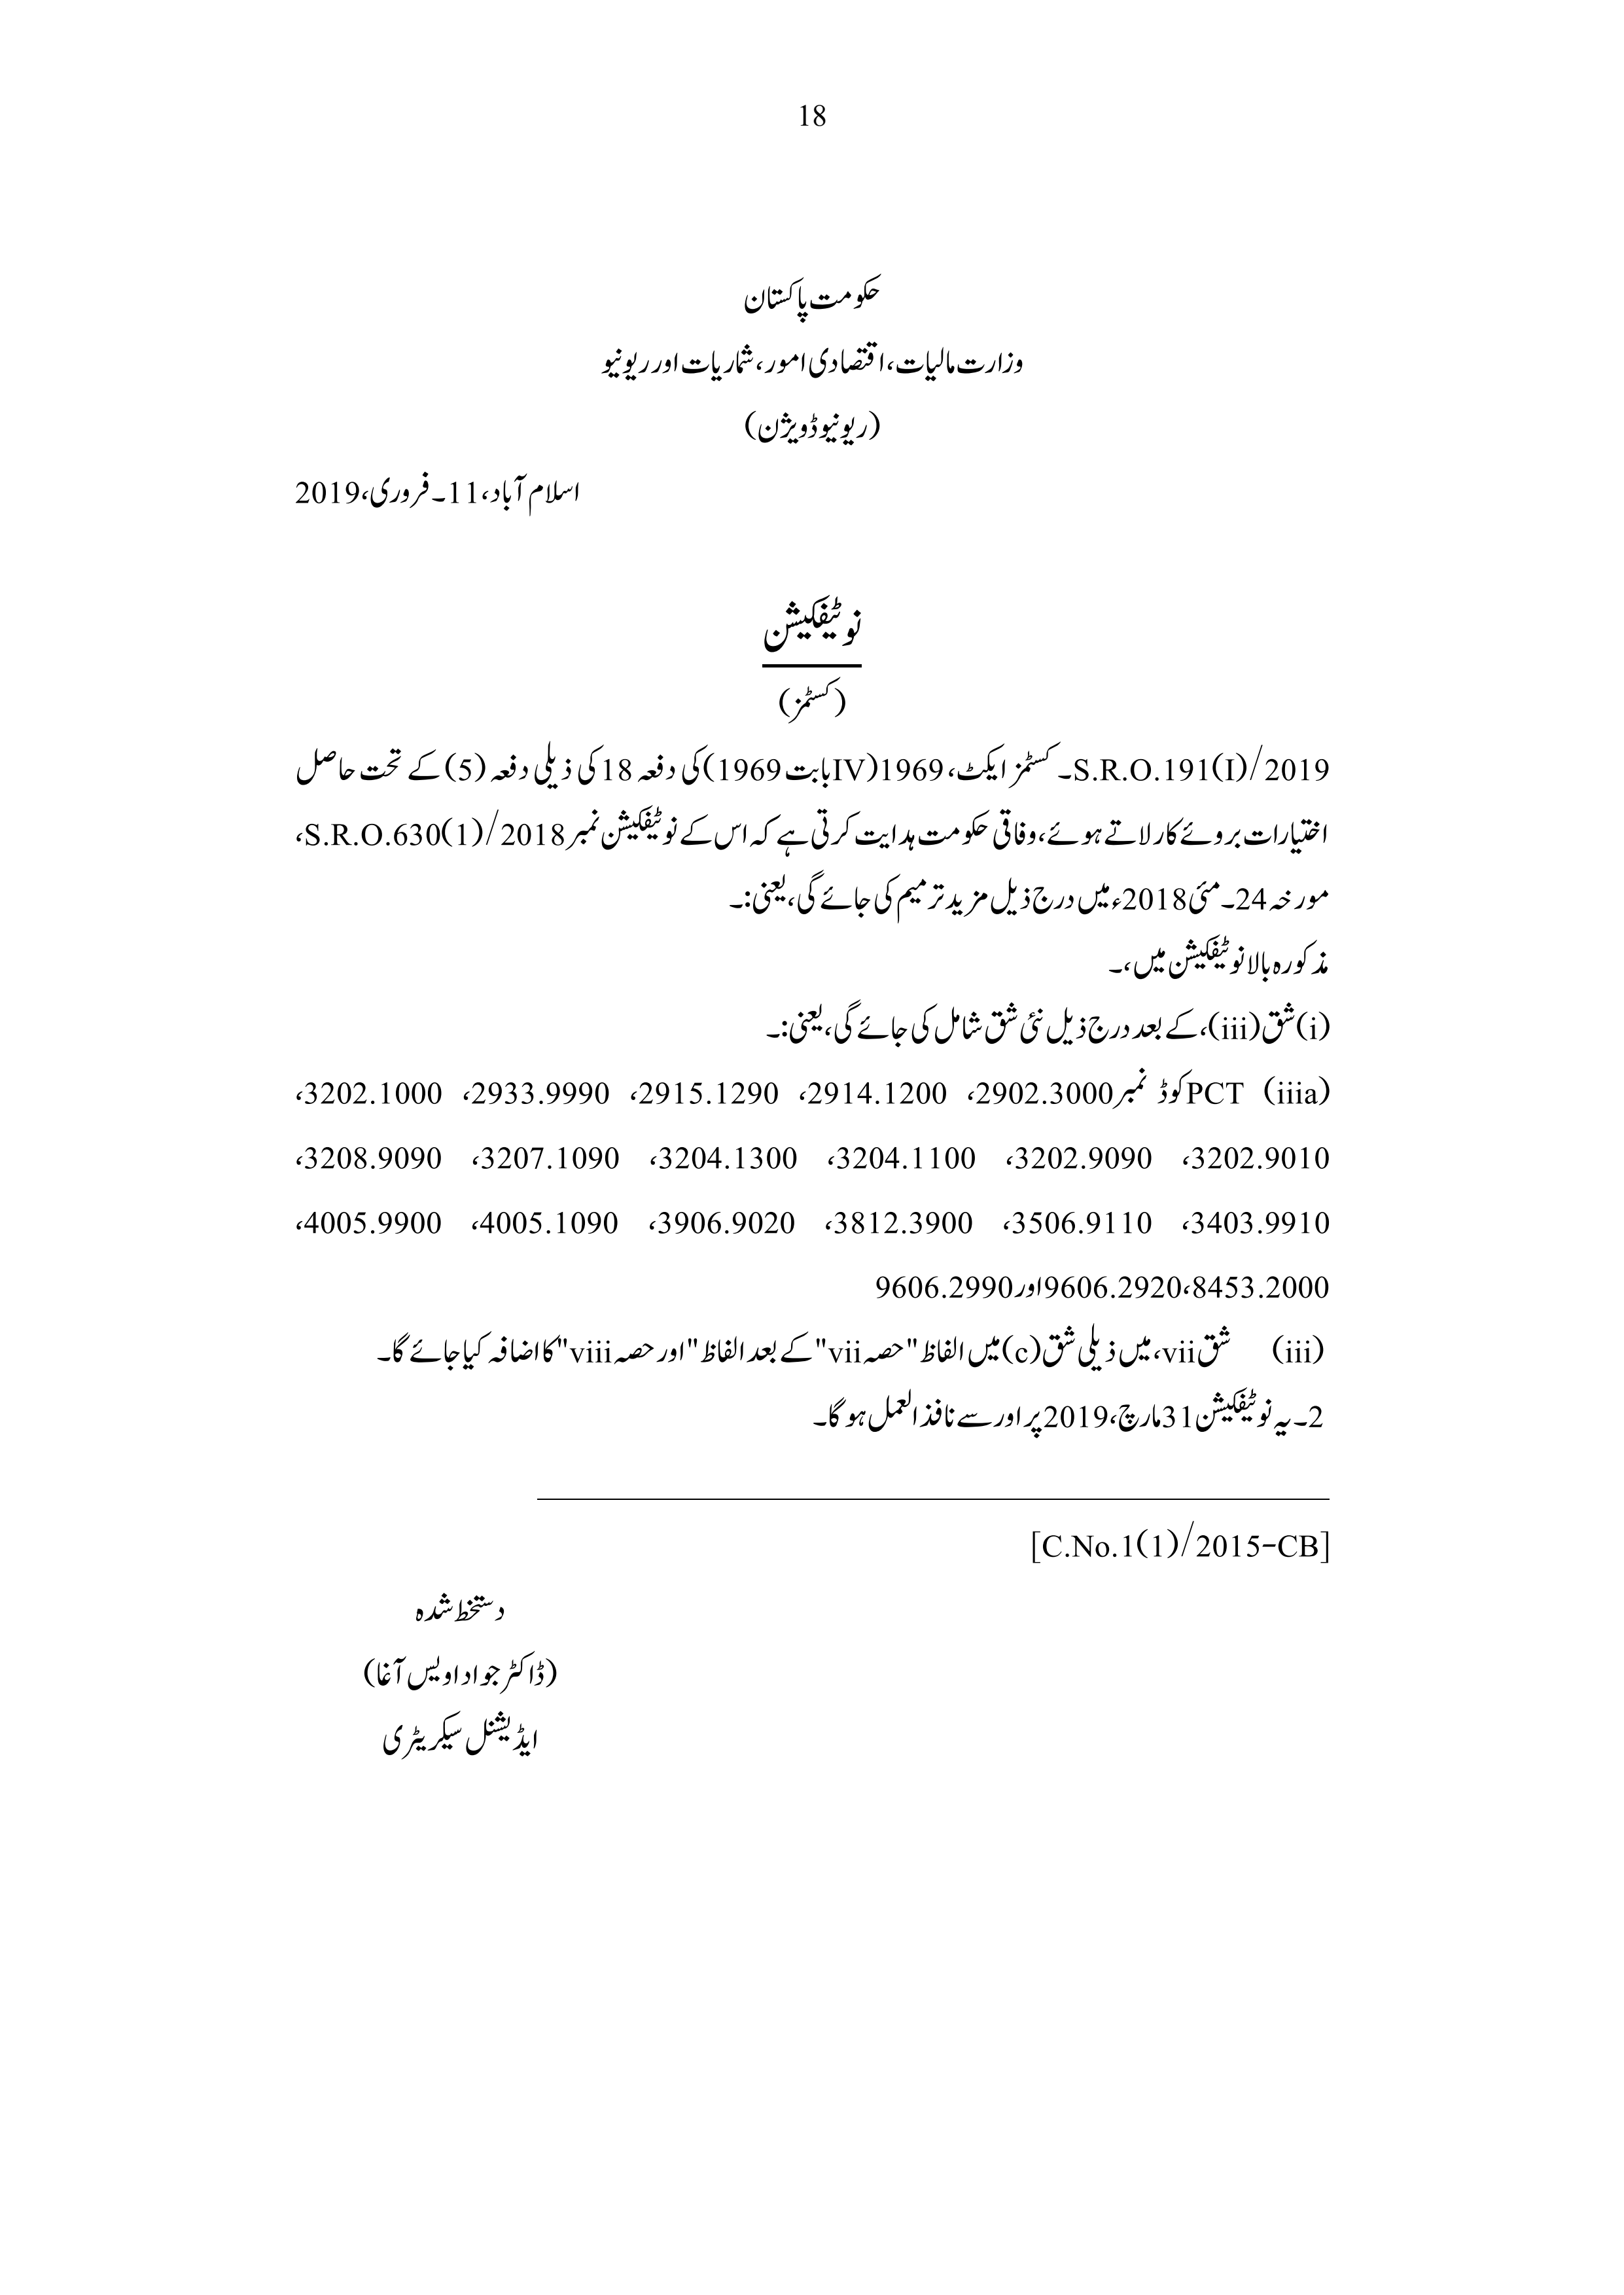 18
حکومت پاکستان
وزارت مالیات، اقتصادی امور، شماریات اور ریونیو
(ریونیو ڈویژن)
اسلام آباد، 11۔فروری، 2019
نوٹیفکیشن
(کسٹمز)
S.R.O.191(I)/2019۔ کسٹمز ایکٹ، 1969 (IV بابت 1969) کی دفعہ 18 کی ذیلی دفعہ (5) کے تحت حاصل
اختیارات بروئے کار لاتے ہوئے، وفاقی حکومت ہدایت کرتی ہے کہ اس کے نوٹیفکیشن نمبر S.R.O.630(1)/2018،
مورخہ 24۔مئی 2018ء میں درج ذیل مزید ترمیم کی جائے گی، یعنی:۔
مذکورہ بالا نوٹیفکیشن میں،۔
(i) شق (iii)، کے بعد درج ذیل نئی شق شامل کی جائے گی، یعنی:۔
(iiia) PCT کوڈ نمبر 2902.3000، 2914.1200، 2915.1290، 2933.9990، 3202.1000،
3202.9010، 3202.9090، 3204.1100، 3204.1300، 3207.1090، 3208.9090،
3403.9910، 3506.9110، 3812.3900، 3906.9020، 4005.1090، 4005.9900،
8453.2000، 9606.2920 اور 9606.2990
(iii) شق vii، میں ذیلی شق (c) میں الفاظ "حصہ vii" کے بعد الفاظ "اور حصہ viii" کا اضافہ کیا جائے گا۔
2۔ یہ نوٹیفکیشن 31 مارچ، 2019 پر اور سے نافذ العمل ہو گا۔
[C.No.1(1)/2015-CB]
دستخط شدہ
(ڈاکٹر جواد اویس آغا)
ایڈیشنل سیکریٹری